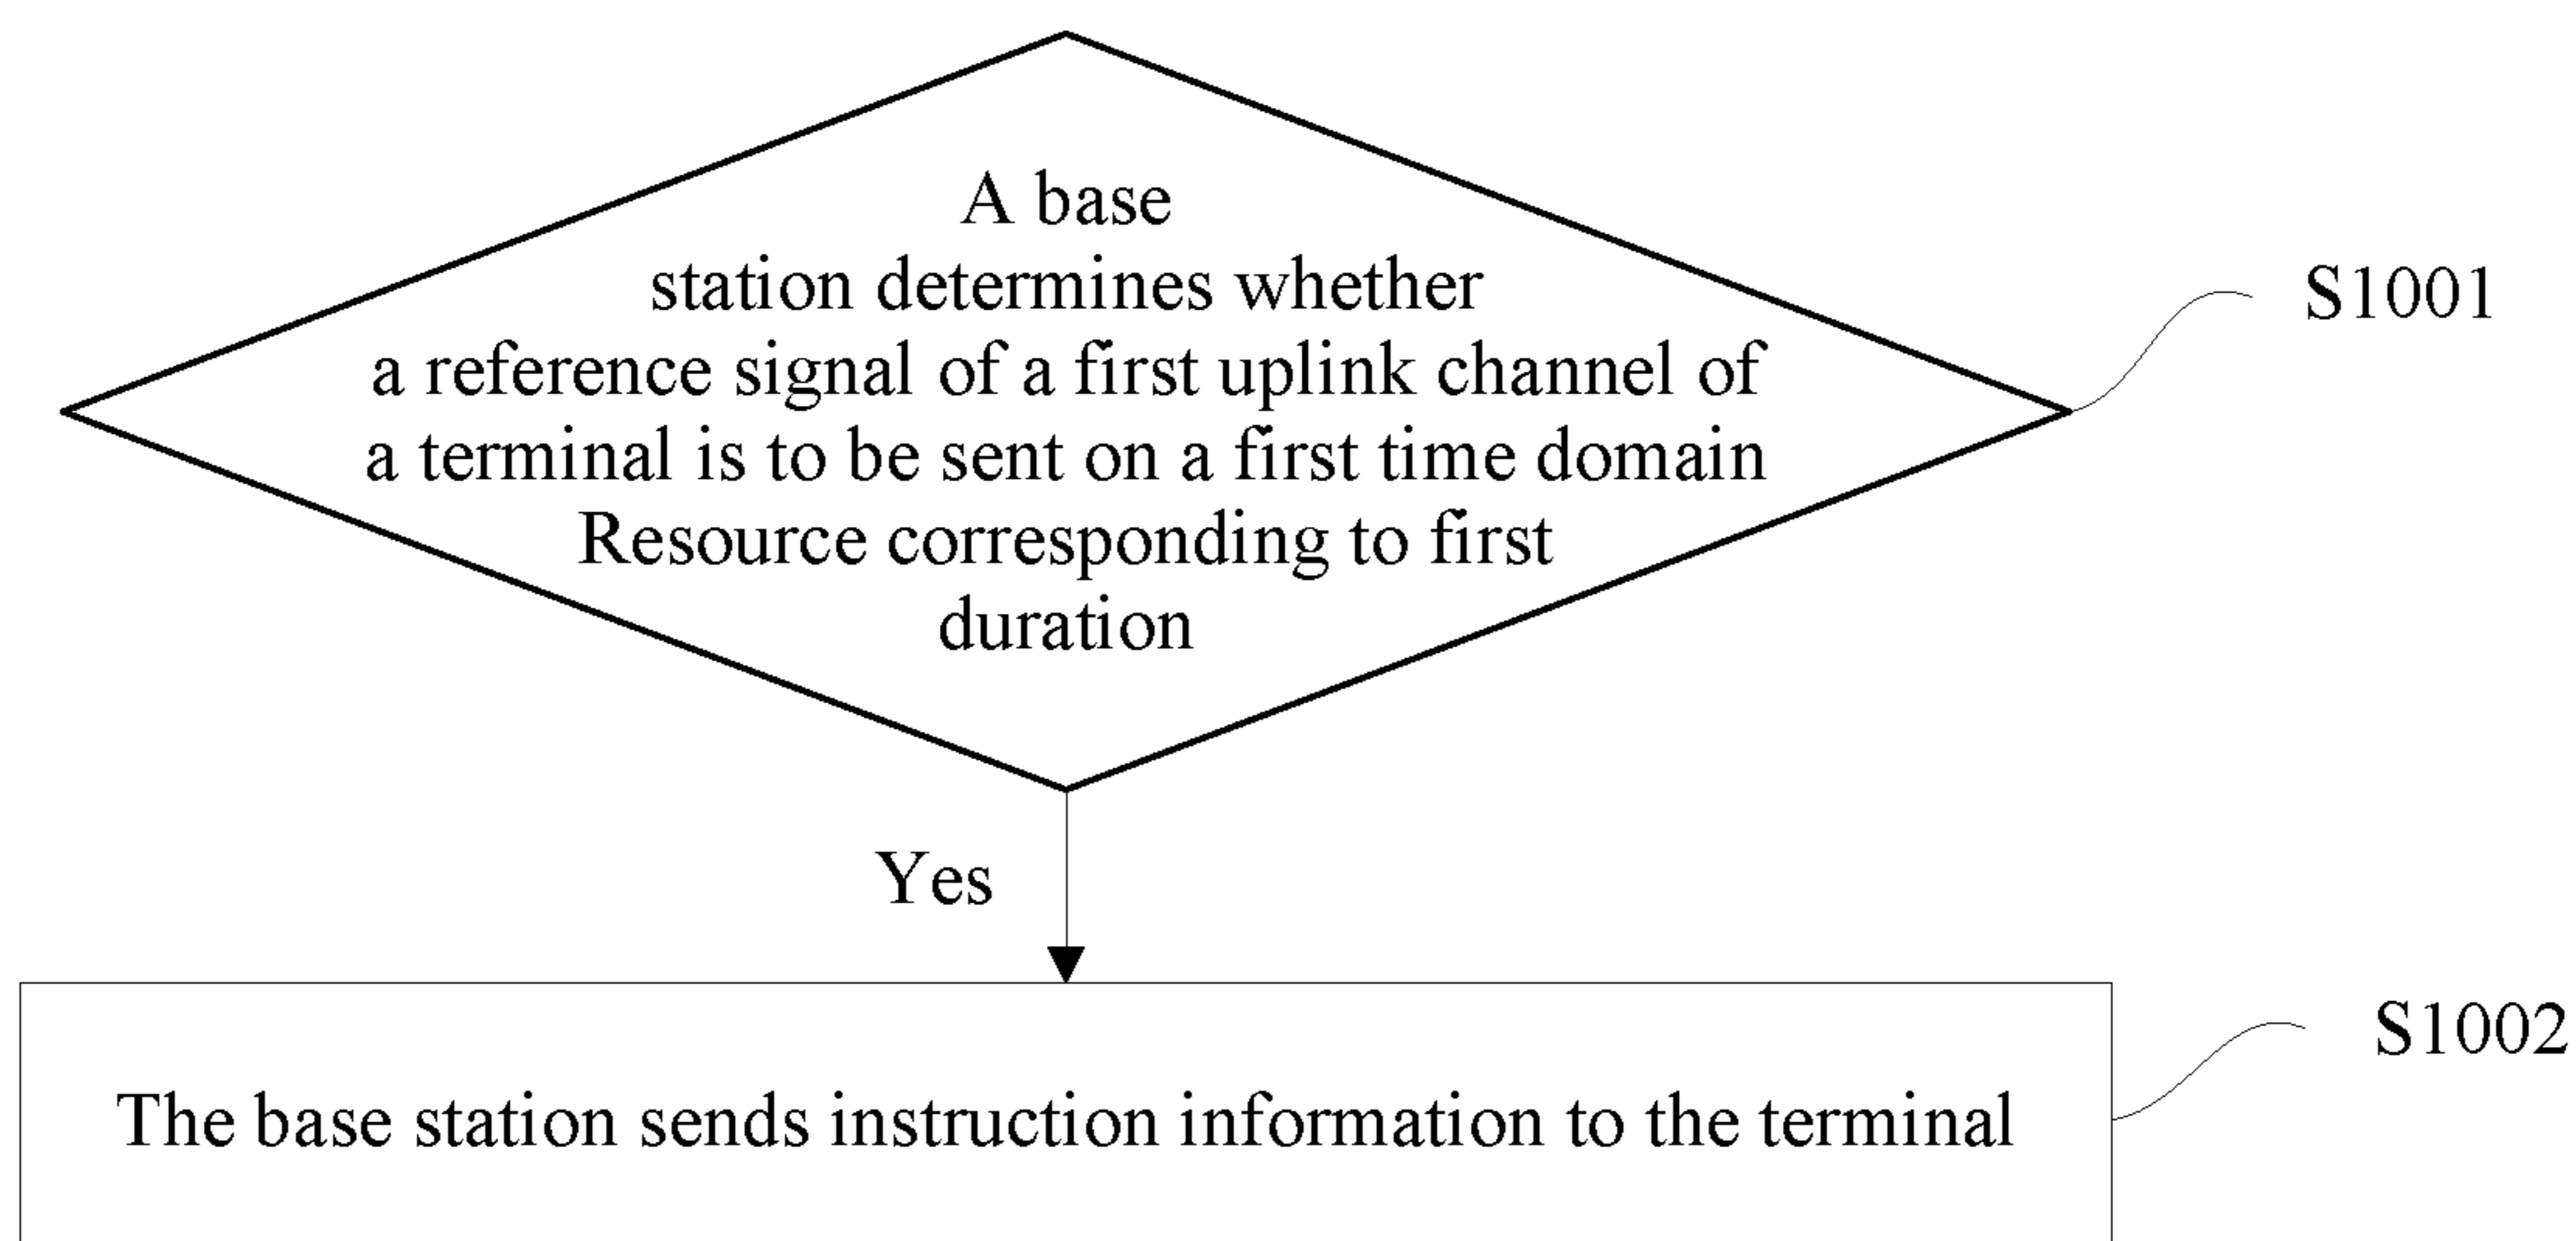 A base
station determines whether
a reference signal of a first uplink channel of
a terminal is to be sent on a first time domain
Resource corresponding to first
duration
S1001
Yes
S1002
The base station sends instruction information to the terminal